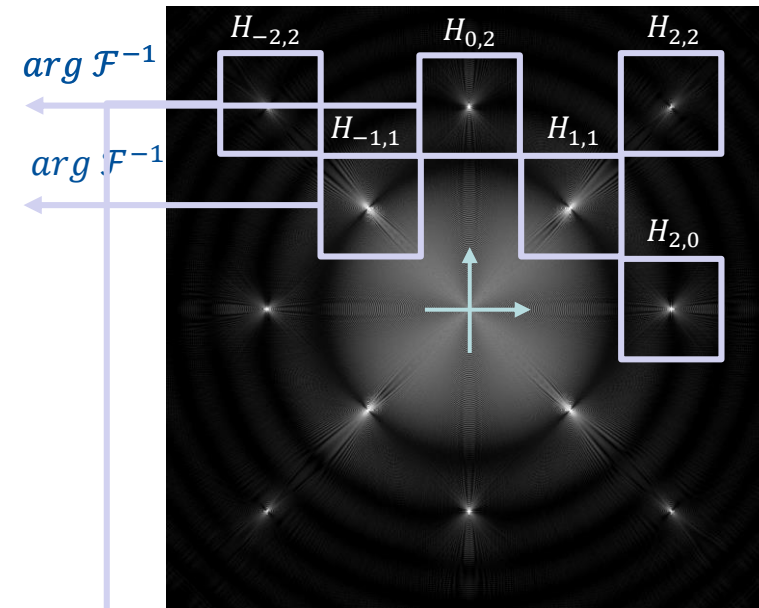 H₋₂,₂ H₀,₂ H₂,₂
arg ℱ⁻¹
H₋₁,₁ H₁,₁
arg ℱ⁻¹
H₂,₀